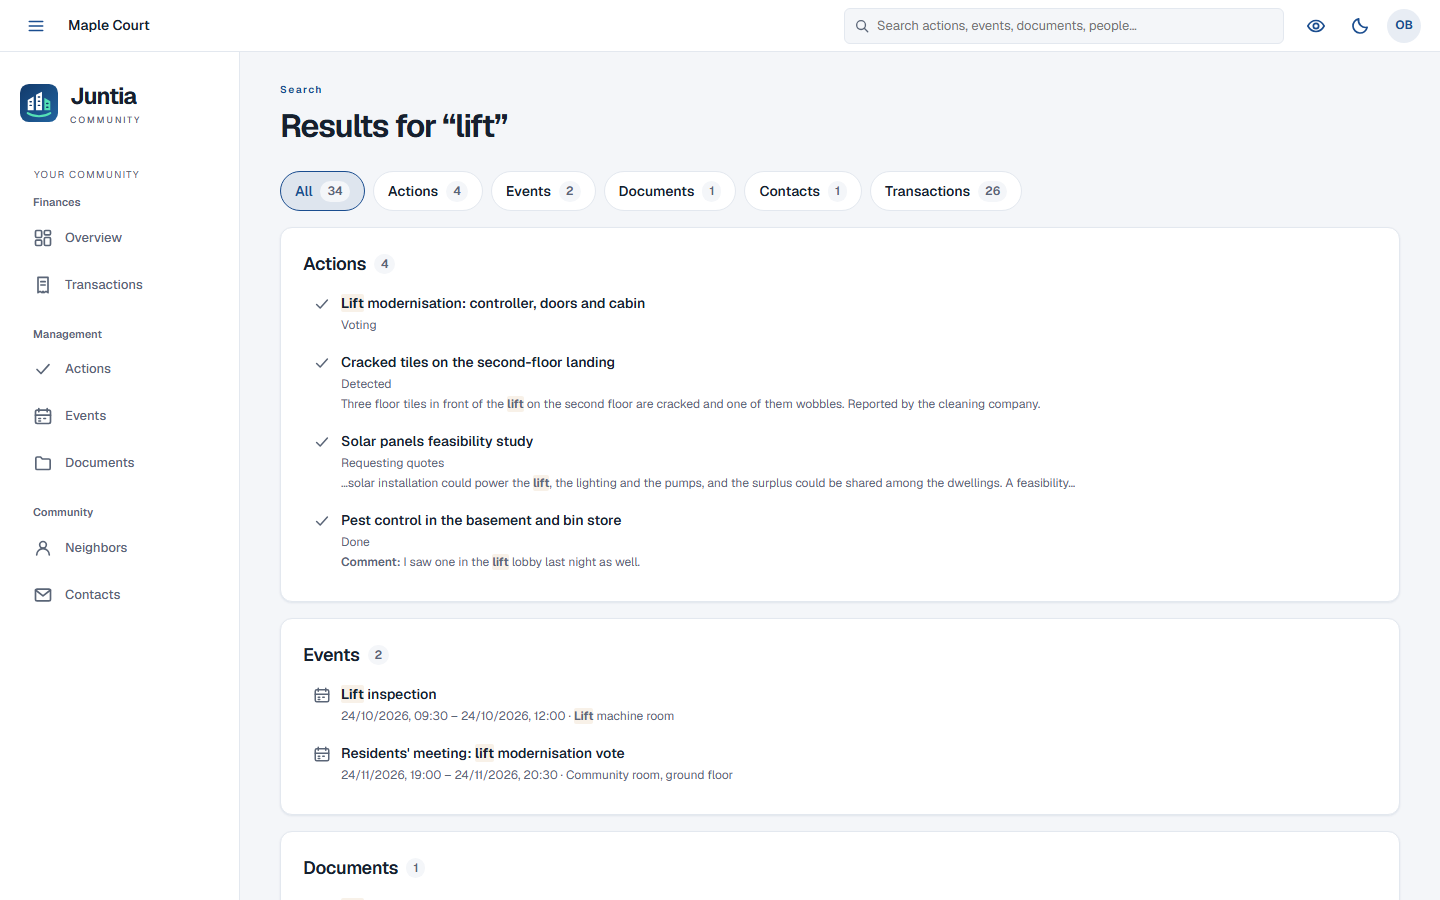 Maple Court
Search actions, events, documents, people…
OB
Juntia
COMMUNITY
YOUR COMMUNITY
Finances
Overview
Transactions
Management
Actions
Events
Documents
Community
Neighbors
Contacts
Search
Results for “lift”
All 34
Actions 4
Events 2
Documents 1
Contacts 1
Transactions 26
Actions 4
Lift modernisation: controller, doors and cabin
Voting
Cracked tiles on the second-floor landing
Detected
Three floor tiles in front of the lift on the second floor are cracked and one of them wobbles. Reported by the cleaning company.
Solar panels feasibility study
Requesting quotes
…solar installation could power the lift, the lighting and the pumps, and the surplus could be shared among the dwellings. A feasibility…
Pest control in the basement and bin store
Done
Comment: I saw one in the lift lobby last night as well.
Events 2
Lift inspection
24/10/2026, 09:30 – 24/10/2026, 12:00 · Lift machine room
Residents' meeting: lift modernisation vote
24/11/2026, 19:00 – 24/11/2026, 20:30 · Community room, ground floor
Documents 1